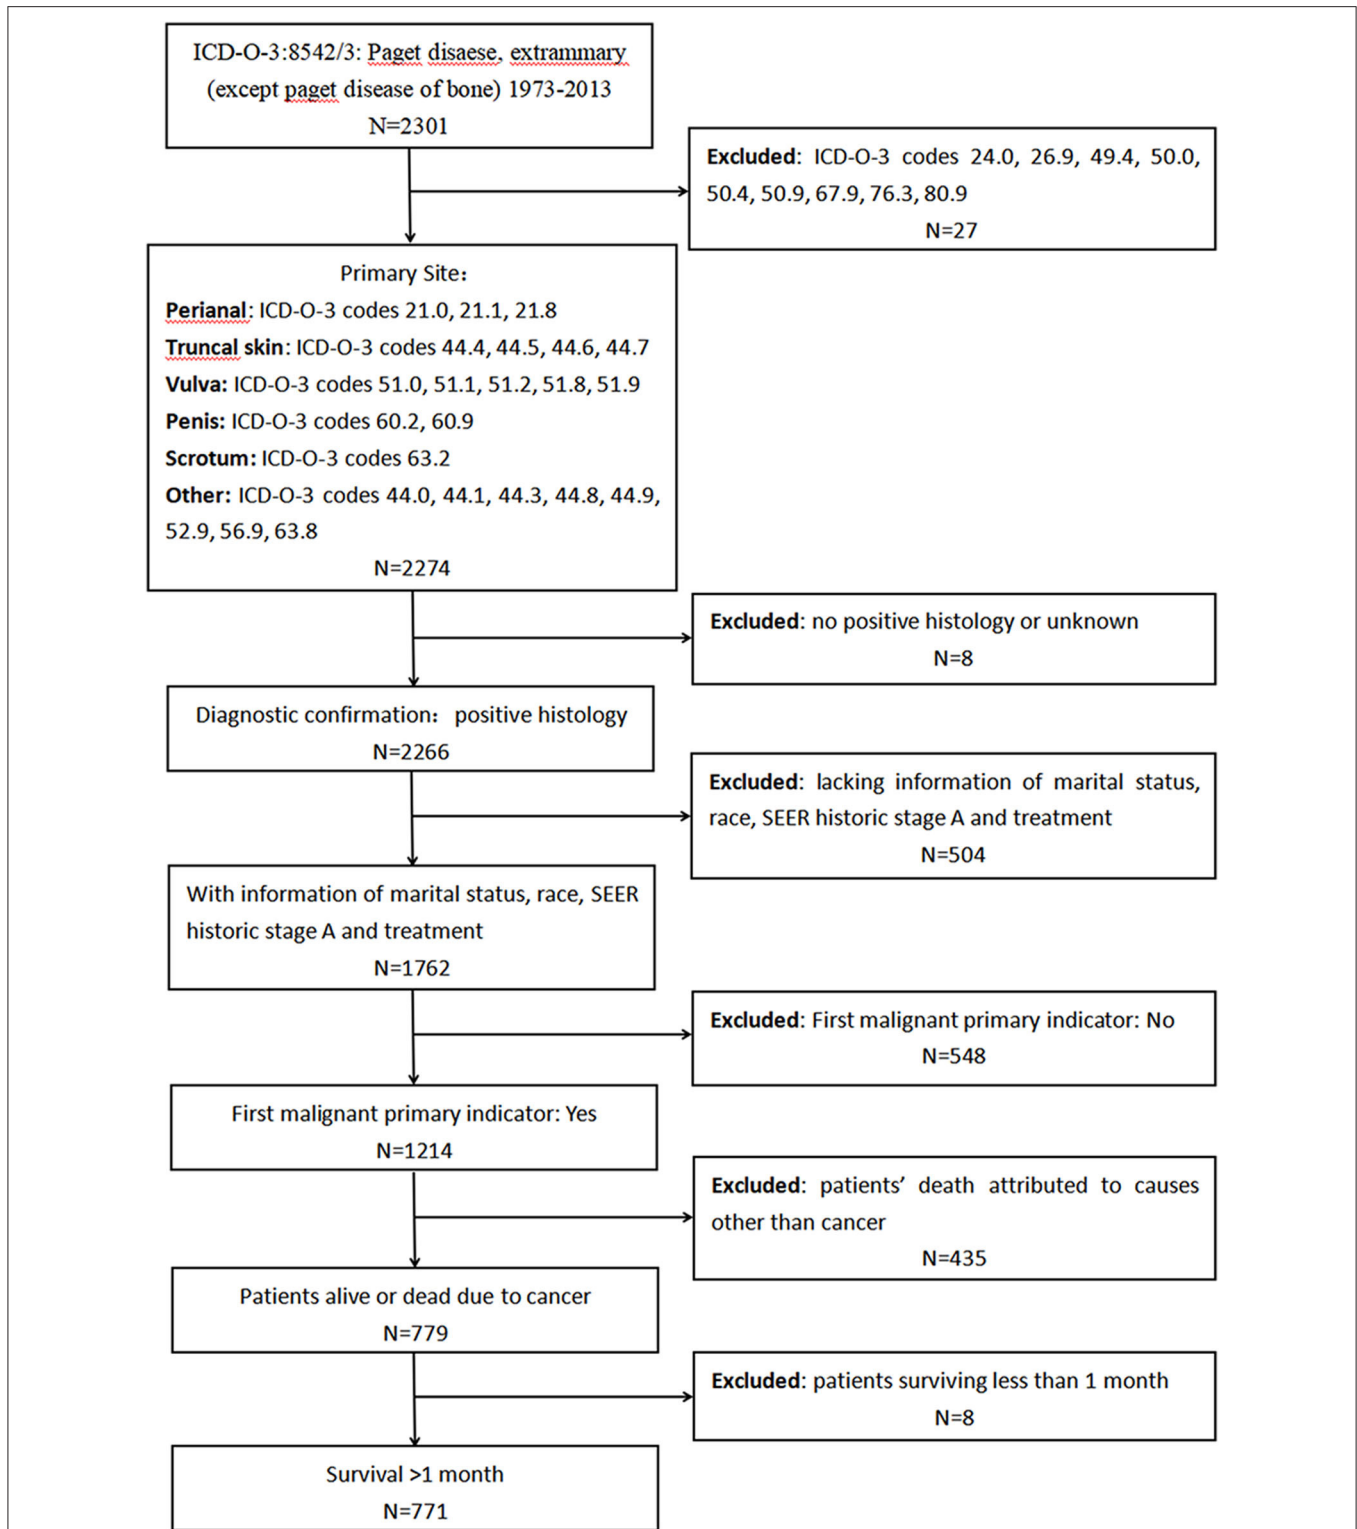 ICD-O-3:8542/3: Paget disaese, extrammary
(except paget disease of bone) 1973-2013
N=2301
Excluded: ICD-O-3 codes 24.0, 26.9, 49.4, 50.0,
50.4, 50.9, 67.9, 76.3, 80.9
N=27
Primary Site：
Perianal: ICD-O-3 codes 21.0, 21.1, 21.8
Truncal skin: ICD-O-3 codes 44.4, 44.5, 44.6, 44.7
Vulva: ICD-O-3 codes 51.0, 51.1, 51.2, 51.8, 51.9
Penis: ICD-O-3 codes 60.2, 60.9
Scrotum: ICD-O-3 codes 63.2
Other: ICD-O-3 codes 44.0, 44.1, 44.3, 44.8, 44.9,
52.9, 56.9, 63.8
N=2274
Excluded: no positive histology or unknown
N=8
Diagnostic confirmation： positive histology
N=2266
Excluded: lacking information of marital status,
race, SEER historic stage A and treatment
N=504
With information of marital status, race, SEER
historic stage A and treatment
N=1762
Excluded: First malignant primary indicator: No
N=548
First malignant primary indicator: Yes
N=1214
Excluded: patients’ death attributed to causes
other than cancer
N=435
Patients alive or dead due to cancer
N=779
Excluded: patients surviving less than 1 month
N=8
Survival >1 month
N=771